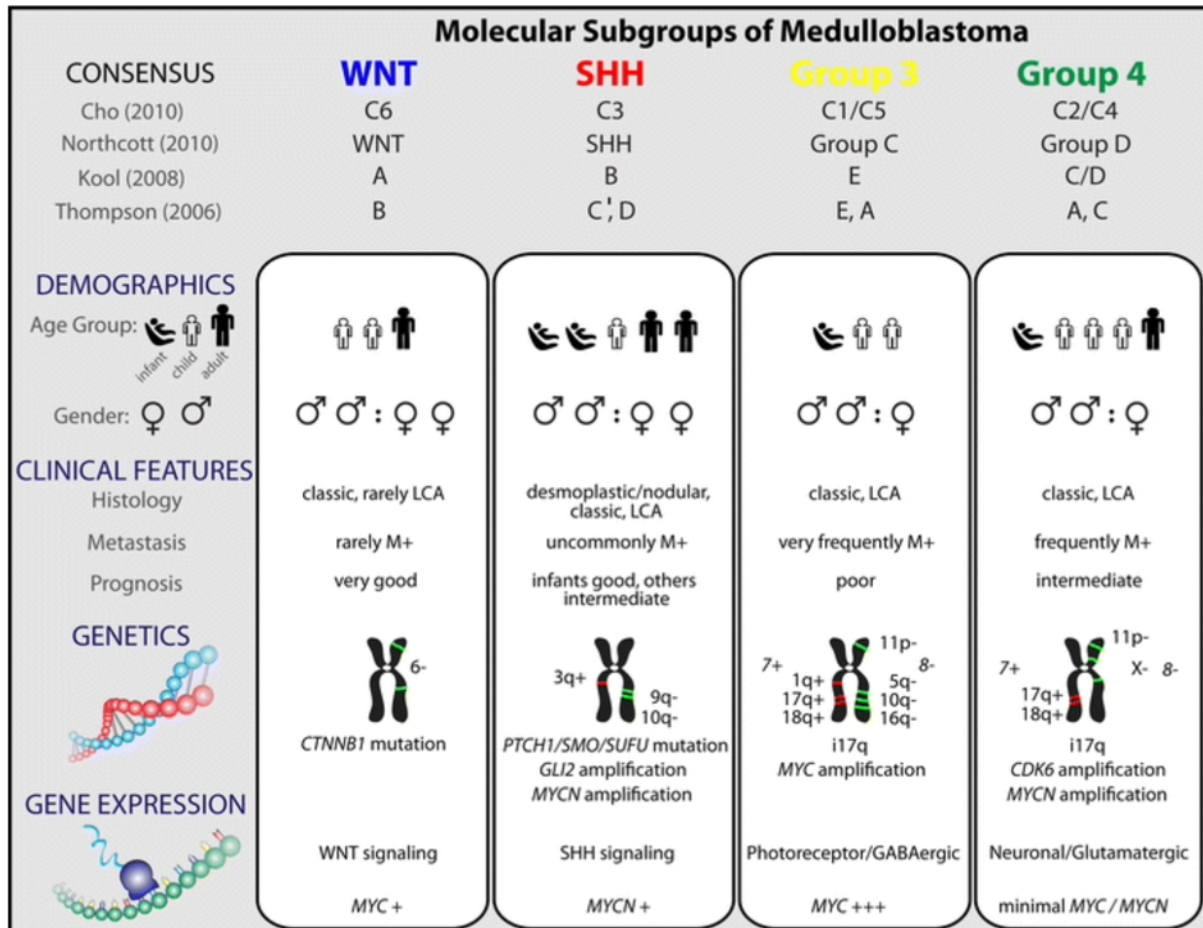 Molecular Subgroups of Medulloblastoma
CONSENSUS WNT SHH Group 3 Group 4
Cho (2010) C6 C3 C1/C5 C2/C4
Northcott (2010) WNT SHH Group C Group D
Kool (2008) A B E C/D
Thompson (2006) B C', D E, A A, C
DEMOGRAPHICS
Age Group:
infant child adult
Gender: ♀ ♂ ♂♂:♀♀ ♂♂:♀♀ ♂♂:♀ ♂♂:♀
CLINICAL FEATURES
Histology classic, rarely LCA desmoplastic/nodular, classic, LCA classic, LCA
classic, LCA
Metastasis rarely M+ uncommonly M+ very frequently M+ frequently M+
Prognosis very good infants good, others poor intermediate
intermediate
GENETICS
6-
3q+
9q-
10q-
7+ 11p- 8-
1q+ 5q-
17q+ 10q-
18q+ 16q-
11p-
7+ X- 8-
17q+
18q+
CTNNB1 mutation PTCH1/SMO/SUFU mutation i17q i17q
GLI2 amplification MYC amplification CDK6 amplification
MYCN amplification MYCN amplification
GENE EXPRESSION
WNT signaling SHH signaling Photoreceptor/GABAergic Neuronal/Glutamatergic
MYC + MYCN + MYC +++ minimal MYC / MYCN